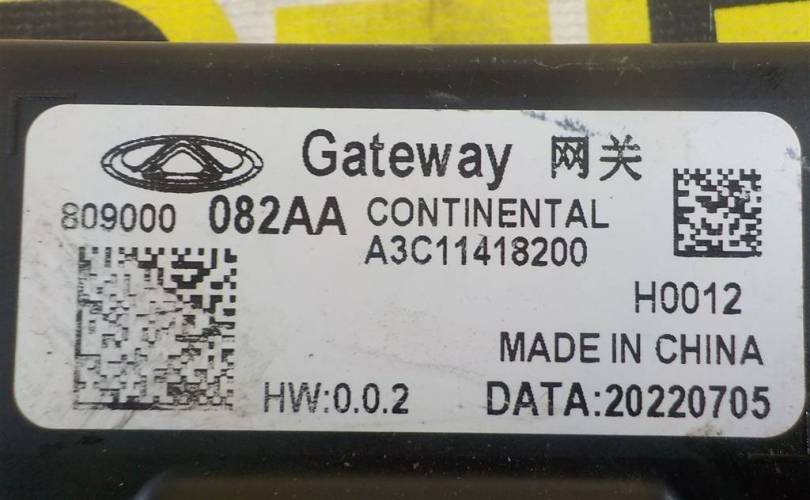 Gateway 网关
809000 082AA CONTINENTAL
A3C11418200
H0012
MADE IN CHINA
HW:0.0.2 DATA:20220705